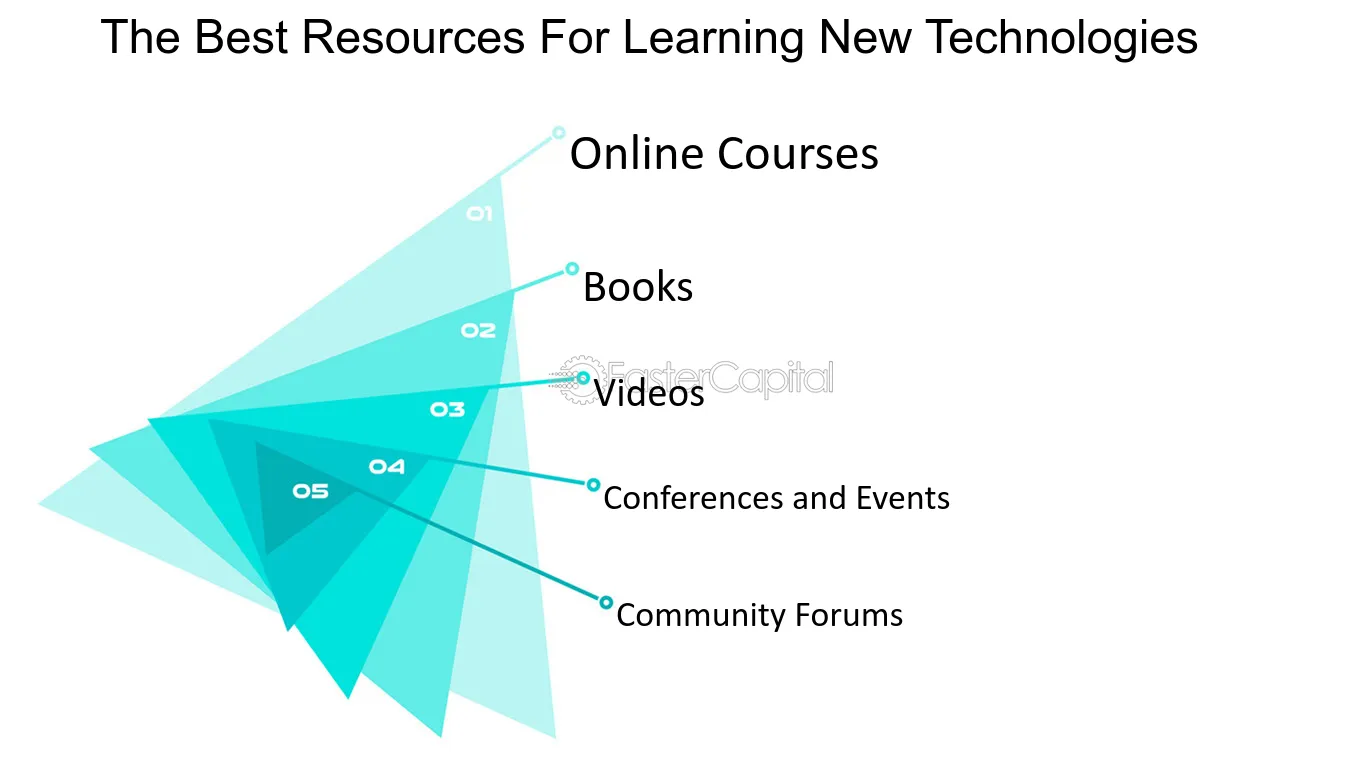 The Best Resources For Learning New Technologies
01
Online Courses
02
Books
03
FasterCapital
Videos
04
Conferences and Events
05
Community Forums